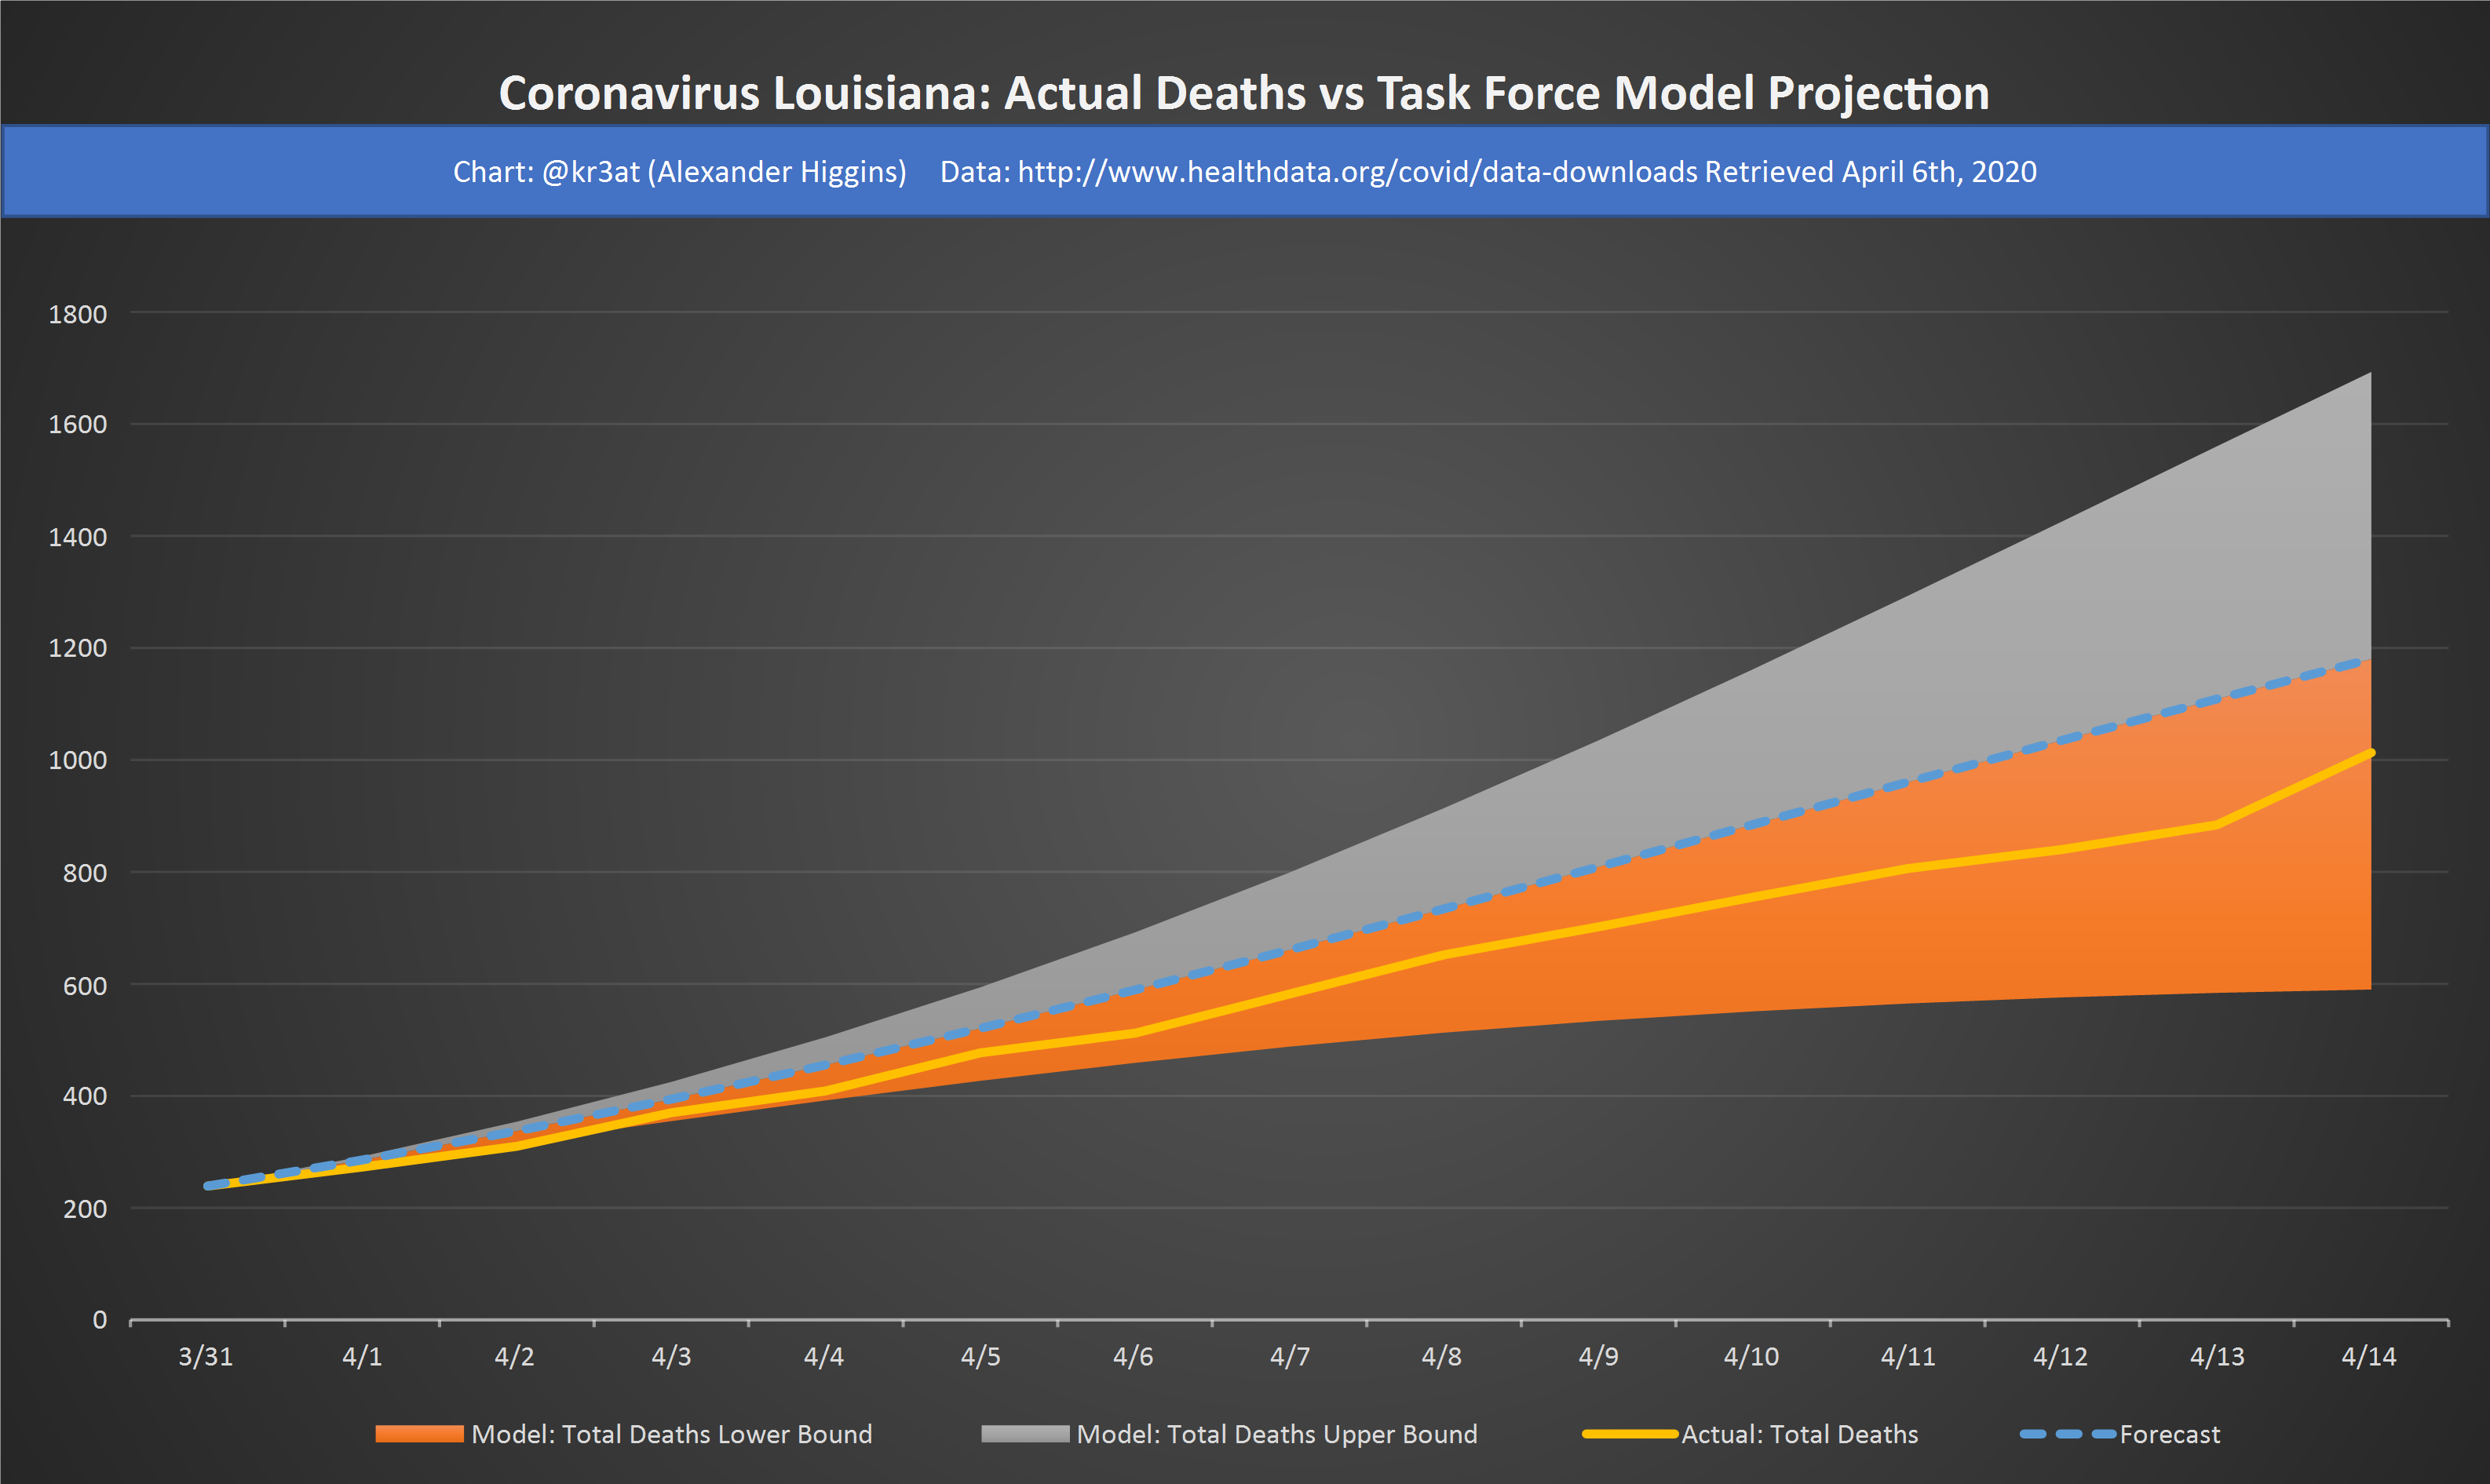 Coronavirus Louisiana: Actual Deaths vs Task Force Model Projection
Chart: @kr3at (Alexander Higgins) Data: http://www.healthdata.org/covid/data-downloads Retrieved April 6th, 2020
1800
1600
1400
1200
1000
800
600
400
200
0
3/31 4/1 4/2 4/3 4/4 4/5 4/6 4/7 4/8 4/9 4/10 4/11 4/12 4/13 4/14
Model: Total Deaths Lower Bound Model: Total Deaths Upper Bound Actual: Total Deaths Forecast